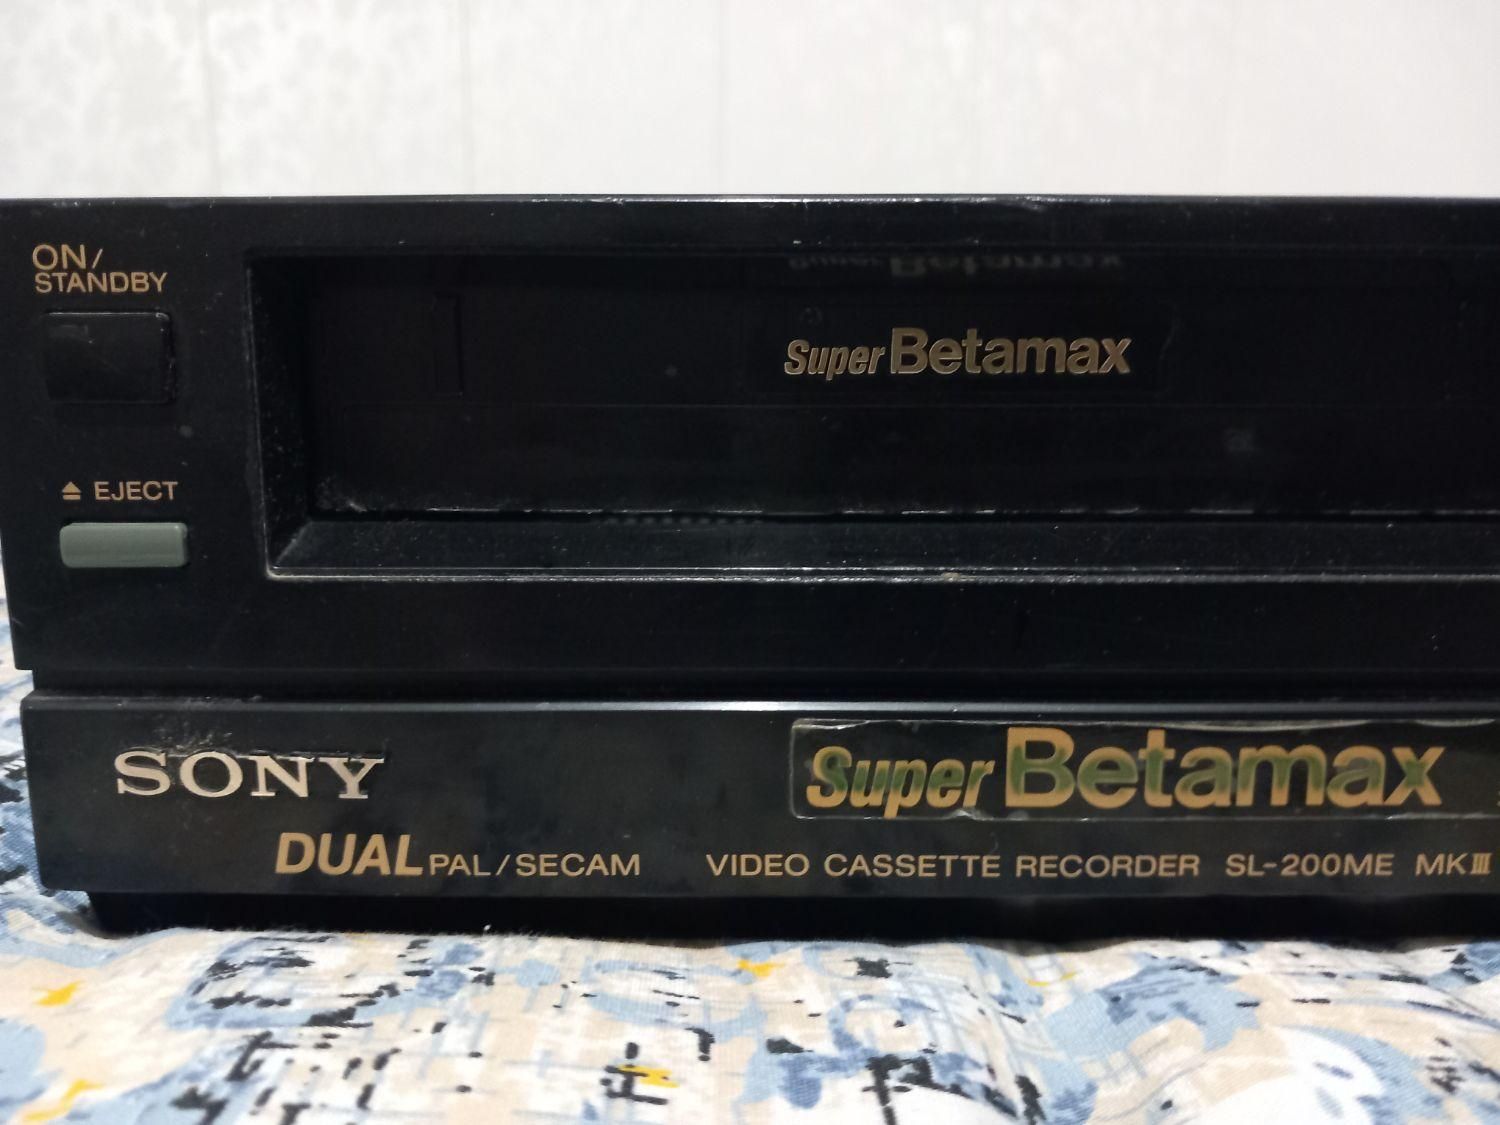 ON/
STANDBY
Super Betamax
EJECT
SONY
Super Betamax
DUAL PAL/SECAM
VIDEO CASSETTE RECORDER SL-200ME MKIII